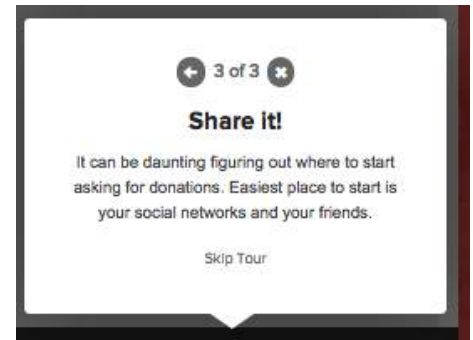 3 of 3
Share it!
It can be daunting figuring out where to start
asking for donations. Easiest place to start is
your social networks and your friends.
Skip Tour